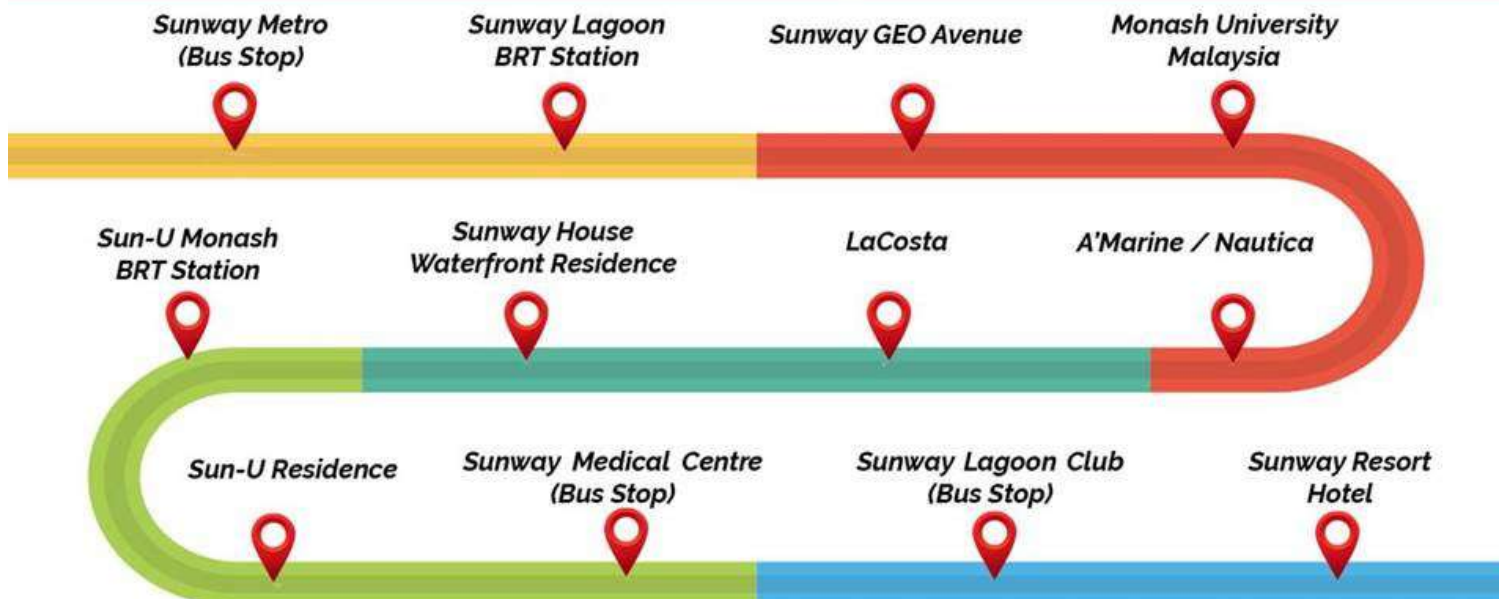 Sunway Metro
(Bus Stop)
Sunway Lagoon
BRT Station
Sunway GEO Avenue
Monash University
Malaysia
Sun-U Monash
BRT Station
Sunway House
Waterfront Residence
LaCosta
A'Marine / Nautica
Sun-U Residence
Sunway Medical Centre
(Bus Stop)
Sunway Lagoon Club
(Bus Stop)
Sunway Resort
Hotel